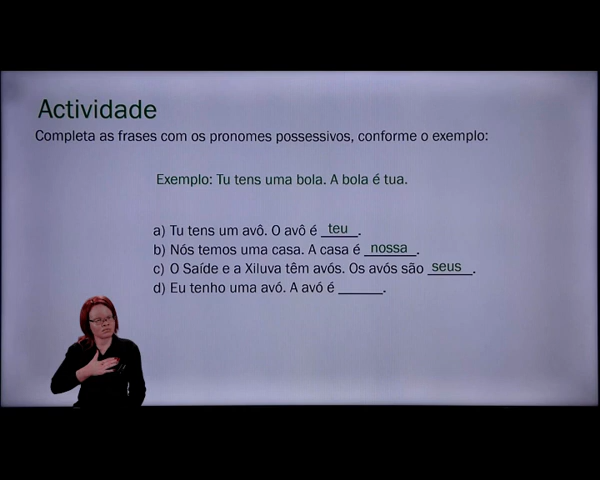 Actividade
Completa as frases com os pronomes possessivos, conforme o exemplo:
Exemplo: Tu tens uma bola. A bola é tua.
a) Tu tens um avô. O avô é teu.
b) Nós temos uma casa. A casa é nossa.
c) O Saíde e a Xiluva têm avós. Os avós são seus.
d) Eu tenho uma avó. A avó é ______.